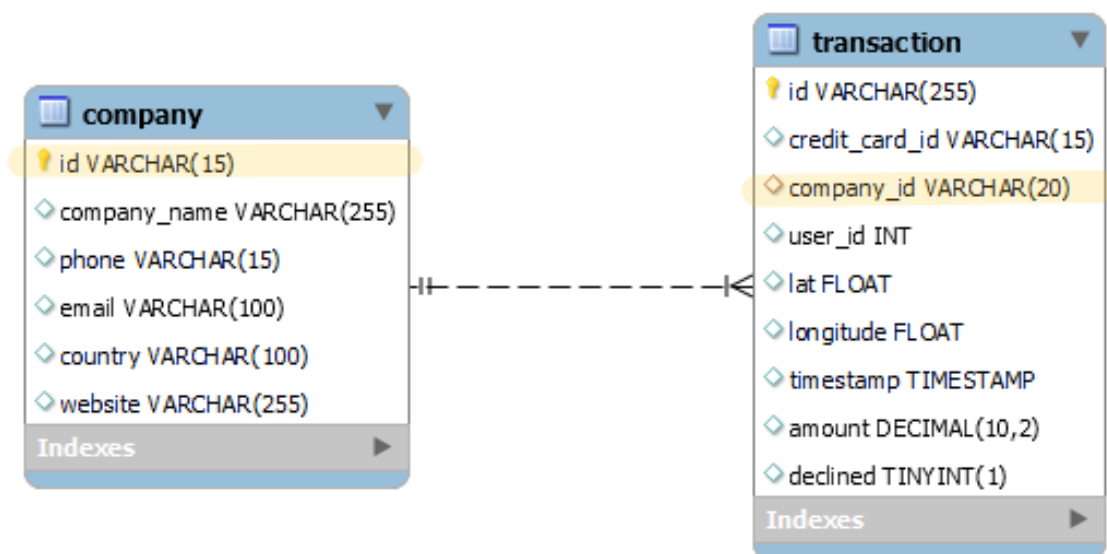 company
id VARCHAR(15)
company_name VARCHAR(255)
phone VARCHAR(15)
email VARCHAR(100)
country VARCHAR(100)
website VARCHAR(255)
Indexes
transaction
id VARCHAR(255)
credit_card_id VARCHAR(15)
company_id VARCHAR(20)
user_id INT
lat FLOAT
longitude FLOAT
timestamp TIMESTAMP
amount DECIMAL(10,2)
declined TINYINT(1)
Indexes